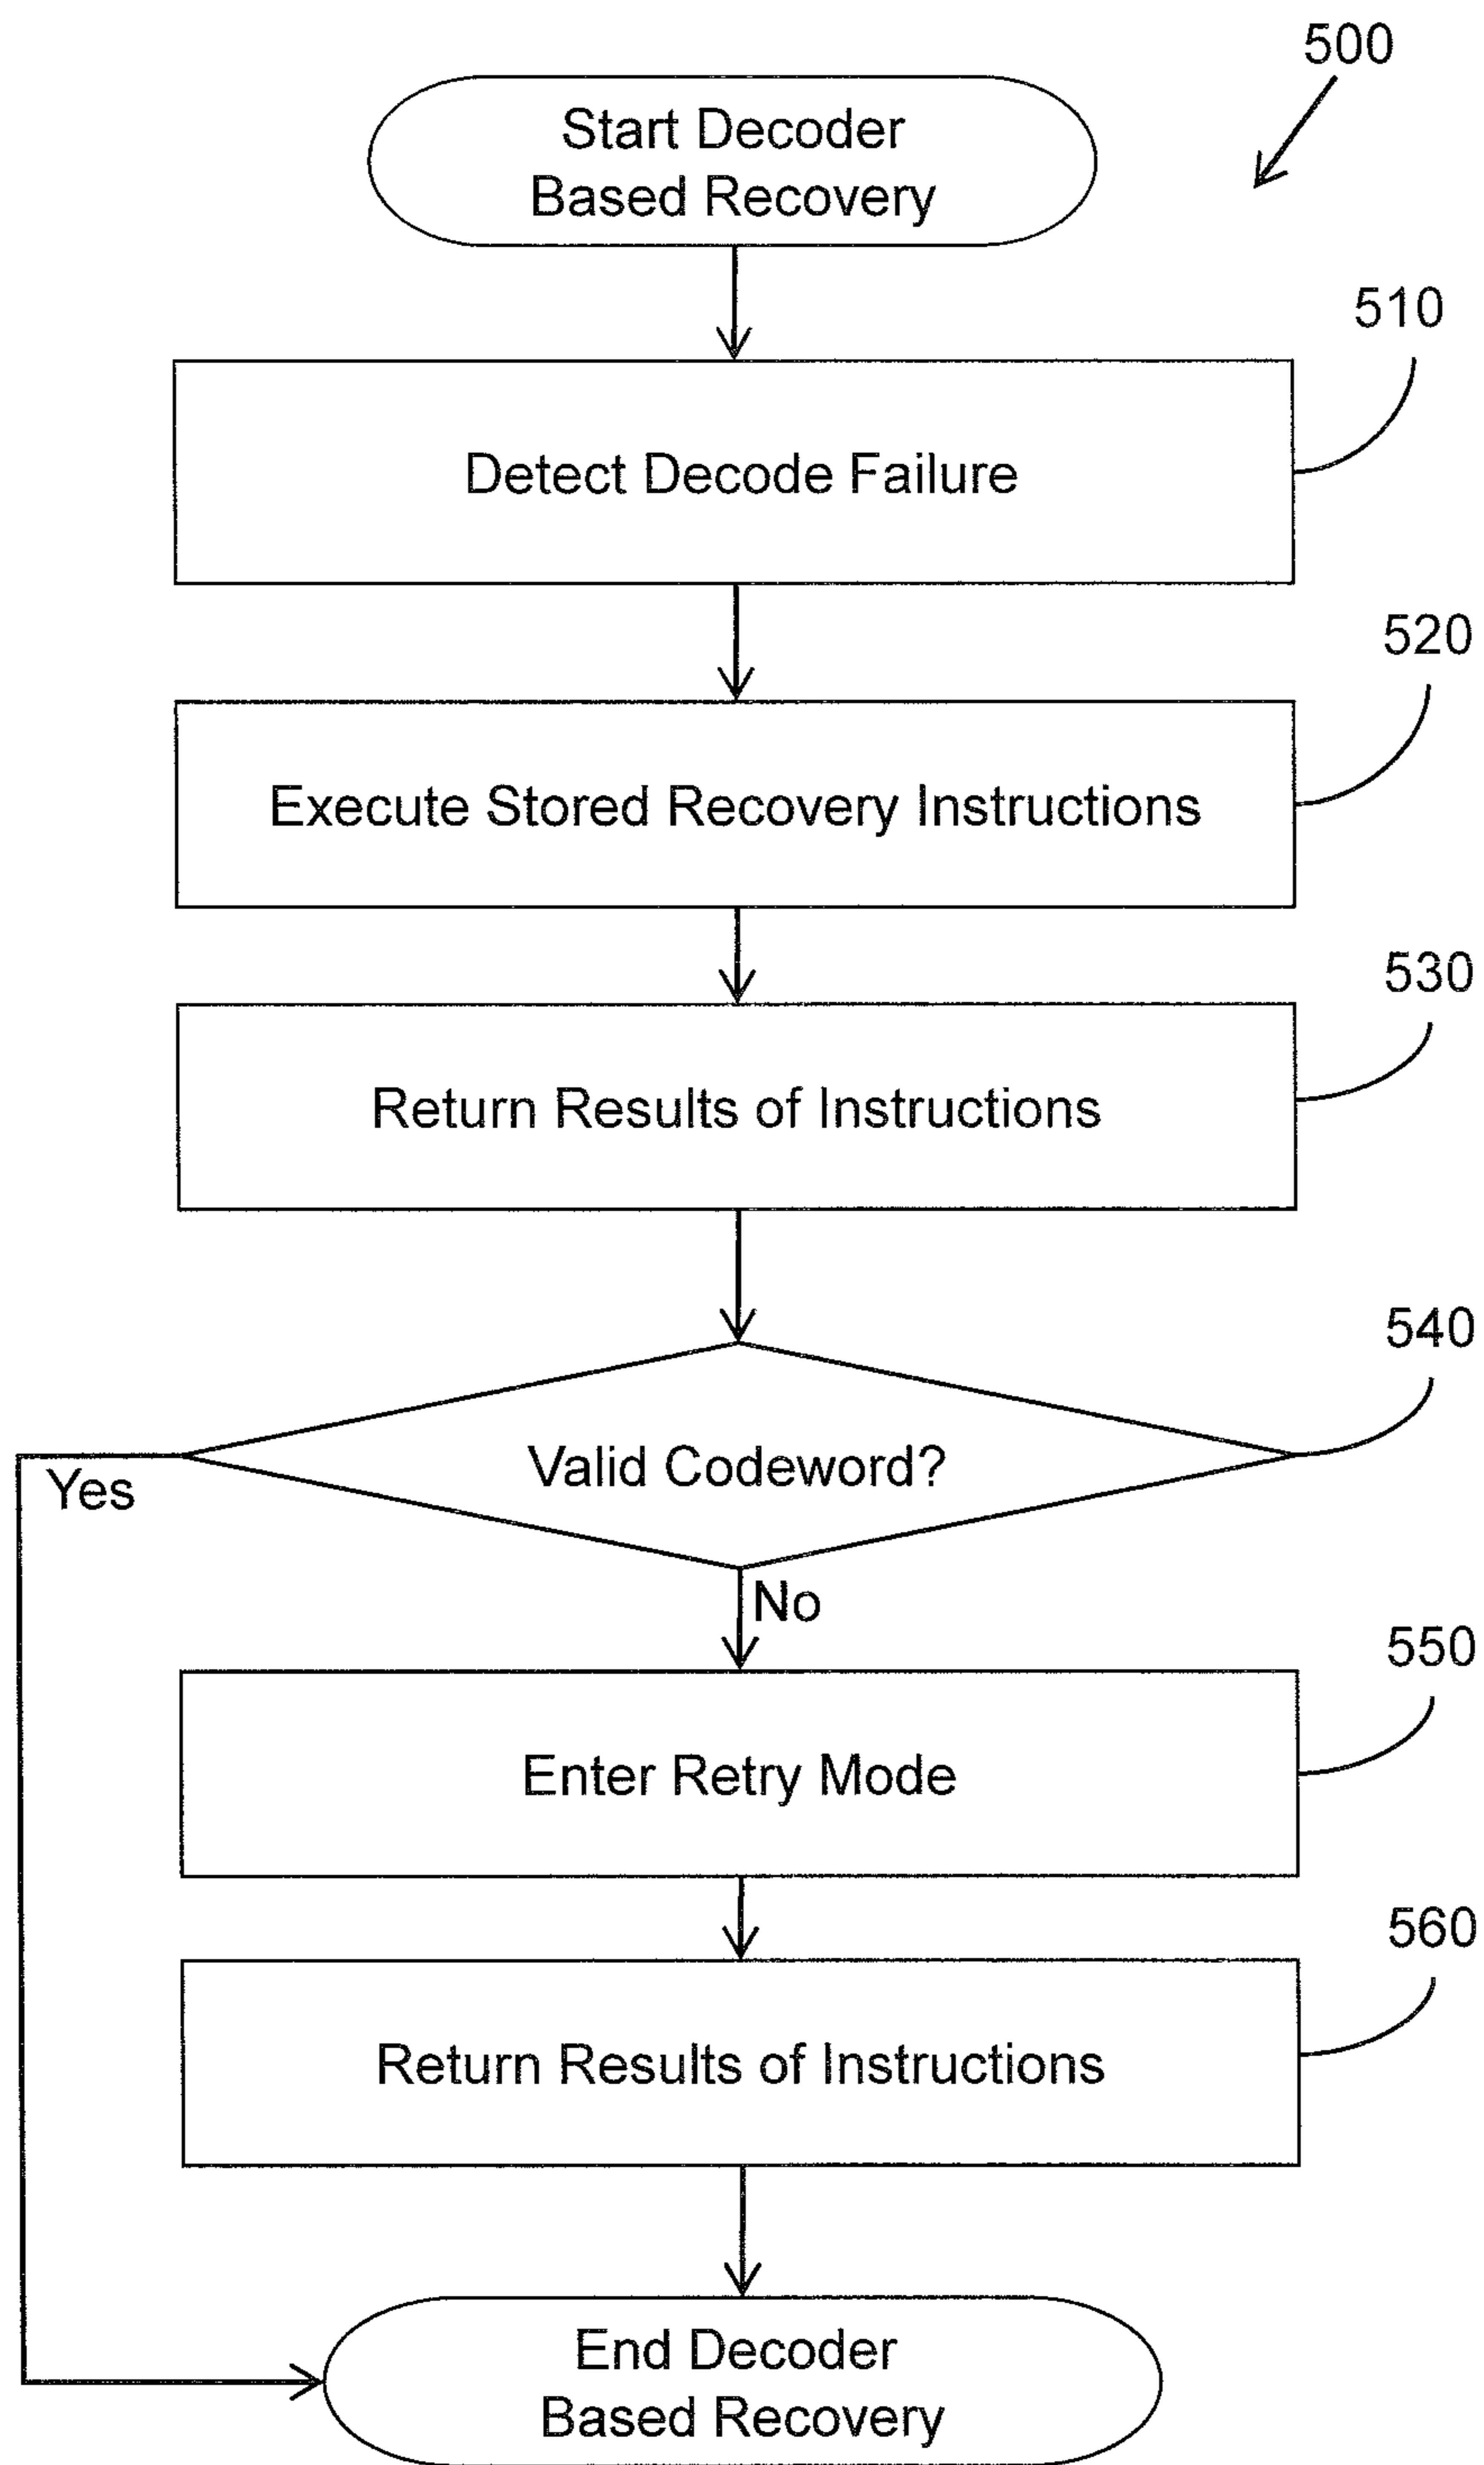 500
Start Decoder
Based Recovery
510
Detect Decode Failure
520
Execute Stored Recovery Instructions
530
Return Results of Instructions
540
Valid Codeword?
Yes
No
550
Enter Retry Mode
560
Return Results of Instructions
End Decoder
Based Recovery